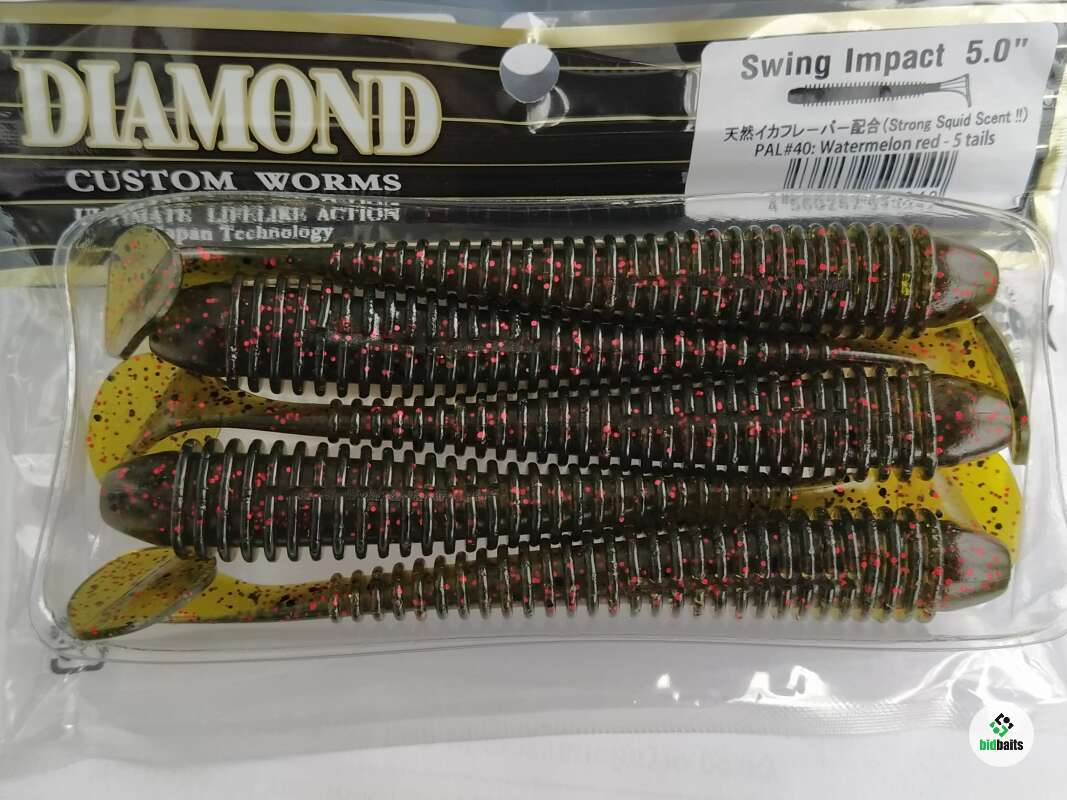 DIAMOND
CUSTOM WORMS
ULTIMATE LIFELIKE ACTION
Japan Technology
Swing Impact 5.0"
天然イカフレーバー配合(Strong Squid Scent !!)
PAL#40: Watermelon red - 5 tails
bidbaits